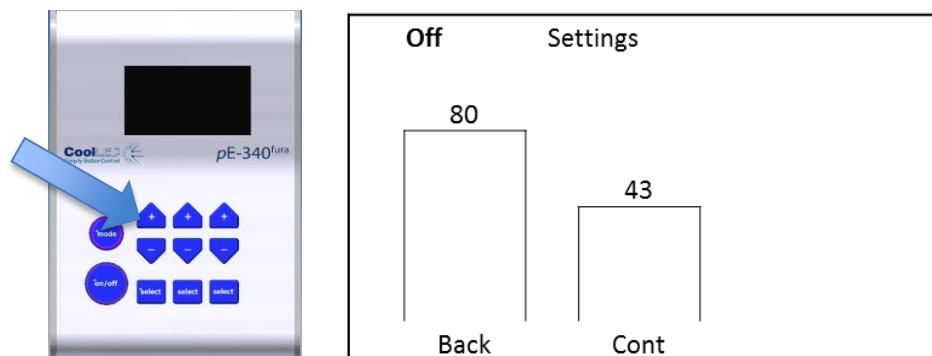 CoolLED
Simply Better Control
pE-340fura
+ + +
*mode
− − −
*on/off
*select select select
Off Settings
80
43
Back Cont